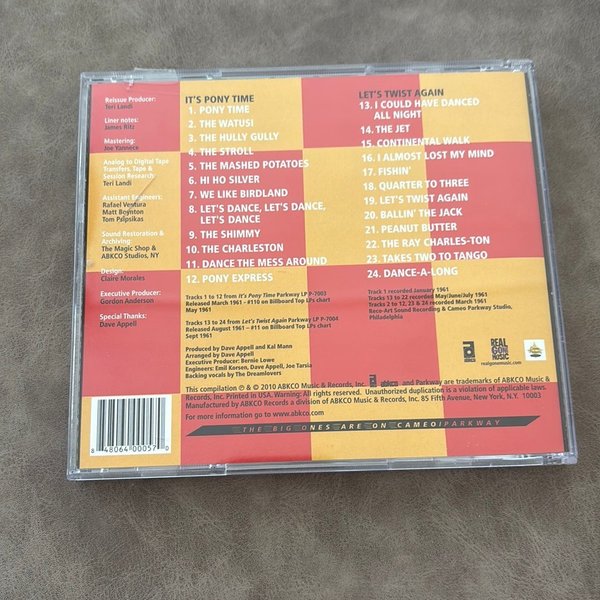 Reissue Producer:
Teri Landi
Liner notes:
James Ritz
Mastering:
Joe Yannece
Analog to Digital Tape
Transfers, Tape &
Session Research:
Teri Landi
Assistant Engineers:
Rafael Ventura
Matt Boynton
Tom Psipsikas
Sound Restoration &
Archiving:
The Magic Shop &
ABKCO Studios, NY
Design:
Claire Morales
Executive Producer:
Gordon Anderson
Special Thanks:
Dave Appell
IT'S PONY TIME
1. PONY TIME
2. THE WATUSI
3. THE HULLY GULLY
4. THE STROLL
5. THE MASHED POTATOES
6. HI HO SILVER
7. WE LIKE BIRDLAND
8. LET'S DANCE, LET'S DANCE,
LET'S DANCE
9. THE SHIMMY
10. THE CHARLESTON
11. DANCE THE MESS AROUND
12. PONY EXPRESS
LET'S TWIST AGAIN
13. I COULD HAVE DANCED
ALL NIGHT
14. THE JET
15. CONTINENTAL WALK
16. I ALMOST LOST MY MIND
17. FISHIN'
18. QUARTER TO THREE
19. LET'S TWIST AGAIN
20. BALLIN' THE JACK
21. PEANUT BUTTER
22. THE RAY CHARLES-TON
23. TAKES TWO TO TANGO
24. DANCE-A-LONG
Tracks 1 to 12 from It's Pony Time Parkway LP P-7003
Released March 1961 - #110 on Billboard Top LPs chart
May 1961
Tracks 13 to 24 from Let's Twist Again Parkway LP P-7004
Released August 1961 - #11 on Billboard Top LPs chart
Sept 1961
Track 1 recorded January 1961
Tracks 13 to 22 recorded May/June/July 1961
Tracks 2 to 12, 23 & 24 recorded March 1961
Reco-Art Sound Recording & Cameo Parkway Studio,
Philadelphia
Produced by Dave Appell and Kal Mann
Arranged by Dave Appell
Executive Producer: Bernie Lowe
Engineers: Emil Korsen, Dave Appell, Joe Tarsia
Backing vocals by The Dreamlovers
abkco
REAL
GONE
MUSIC
realgonemusic.com
This compilation ℗ & © 2010 ABKCO Music & Records, Inc. abkco and Parkway are trademarks of ABKCO Music &
Records, Inc. Printed in USA. Warning: All rights reserved. Unauthorized duplication is a violation of applicable laws.
Manufactured by ABKCO Records a division of ABKCO Music & Records, Inc. 85 Fifth Avenue, New York, N.Y. 10003
For more information go to www.abkco.com
THE BIG ONES ARE ON CAMEO/PARKWAY
8 48064 00057 0